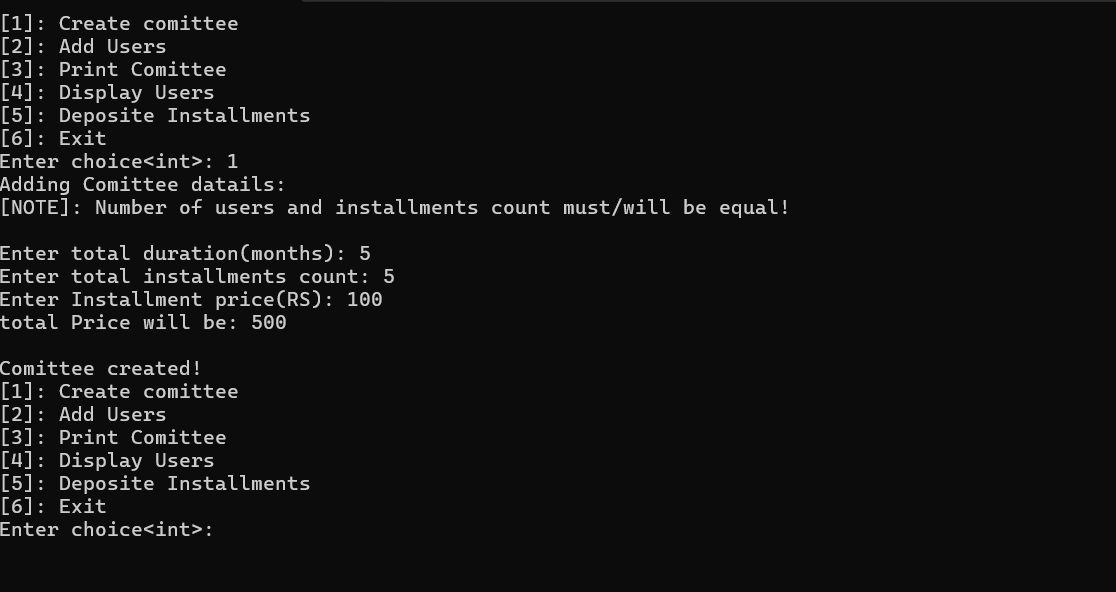 [1]: Create comittee
[2]: Add Users
[3]: Print Comittee
[4]: Display Users
[5]: Deposite Installments
[6]: Exit
Enter choice<int>: 1
Adding Comittee datails:
[NOTE]: Number of users and installments count must/will be equal!
Enter total duration(months): 5
Enter total installments count: 5
Enter Installment price(RS): 100
total Price will be: 500
Comittee created!
[1]: Create comittee
[2]: Add Users
[3]: Print Comittee
[4]: Display Users
[5]: Deposite Installments
[6]: Exit
Enter choice<int>: